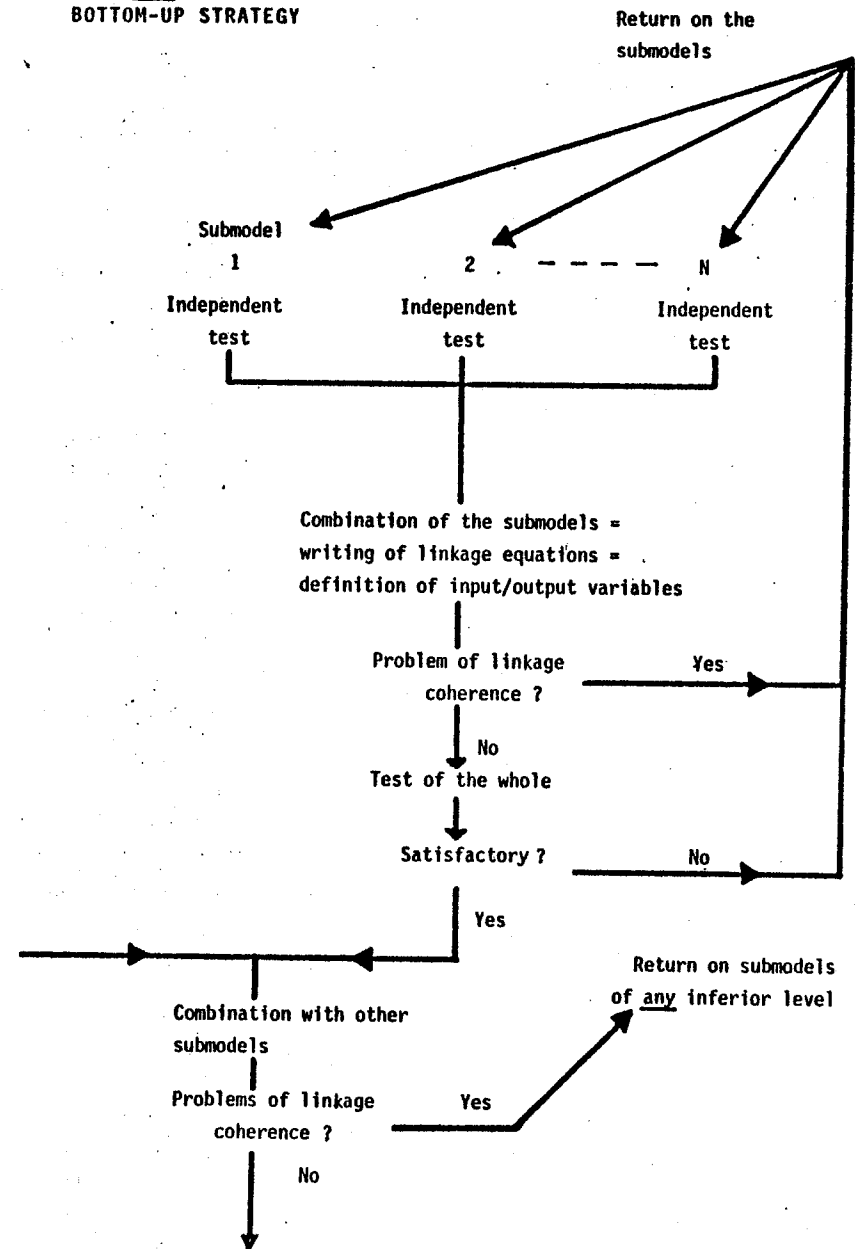 BOTTOM-UP STRATEGY
Return on the
submodels
Submodel
1
2
N
Independent
test
Independent
test
Independent
test
Combination of the submodels =
writing of linkage equations =
definition of input/output variables
Problem of linkage
coherence ?
Yes
No
Test of the whole
Satisfactory ?
No
Yes
Return on submodels
of any inferior level
Combination with other
submodels
Problems of linkage
coherence ?
Yes
No